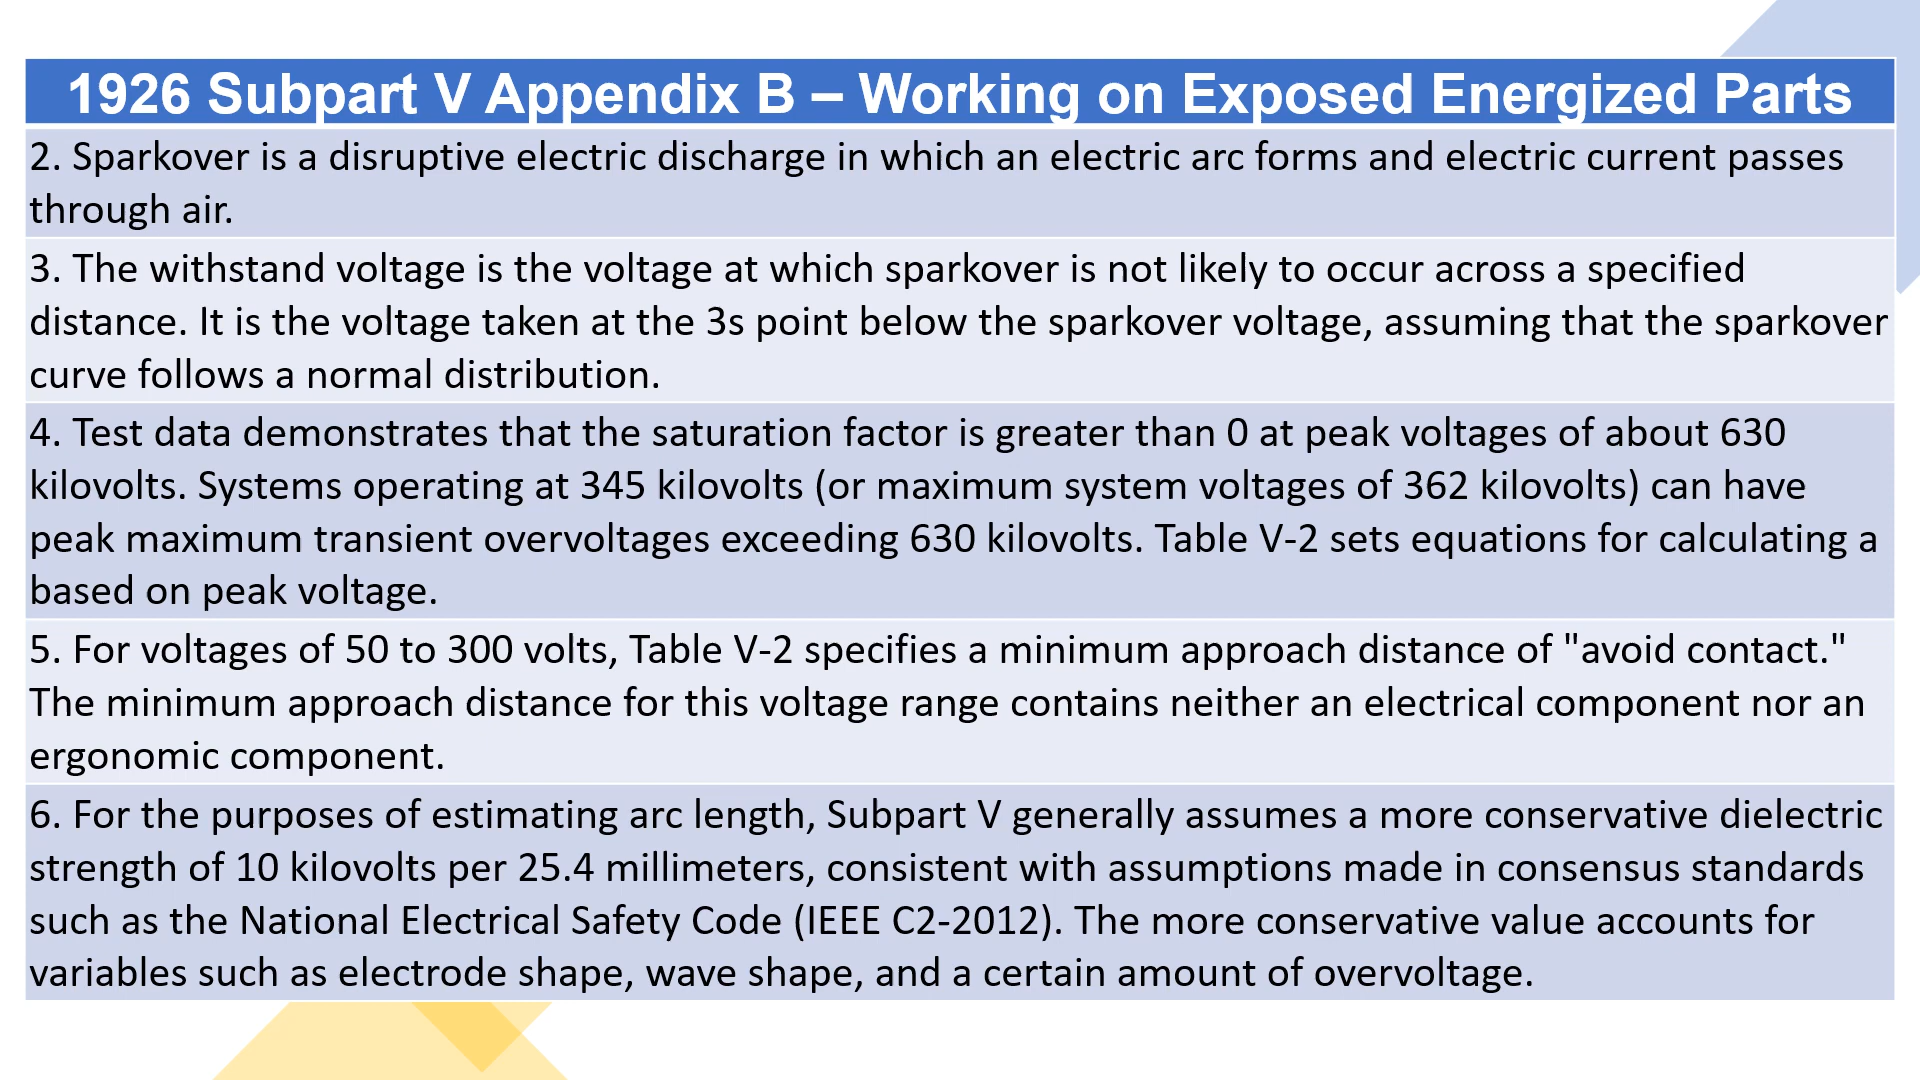 1926 Subpart V Appendix B – Working on Exposed Energized Parts
2. Sparkover is a disruptive electric discharge in which an electric arc forms and electric current passes
through air.
3. The withstand voltage is the voltage at which sparkover is not likely to occur across a specified
distance. It is the voltage taken at the 3s point below the sparkover voltage, assuming that the sparkover
curve follows a normal distribution.
4. Test data demonstrates that the saturation factor is greater than 0 at peak voltages of about 630
kilovolts. Systems operating at 345 kilovolts (or maximum system voltages of 362 kilovolts) can have
peak maximum transient overvoltages exceeding 630 kilovolts. Table V-2 sets equations for calculating a
based on peak voltage.
5. For voltages of 50 to 300 volts, Table V-2 specifies a minimum approach distance of "avoid contact."
The minimum approach distance for this voltage range contains neither an electrical component nor an
ergonomic component.
6. For the purposes of estimating arc length, Subpart V generally assumes a more conservative dielectric
strength of 10 kilovolts per 25.4 millimeters, consistent with assumptions made in consensus standards
such as the National Electrical Safety Code (IEEE C2-2012). The more conservative value accounts for
variables such as electrode shape, wave shape, and a certain amount of overvoltage.